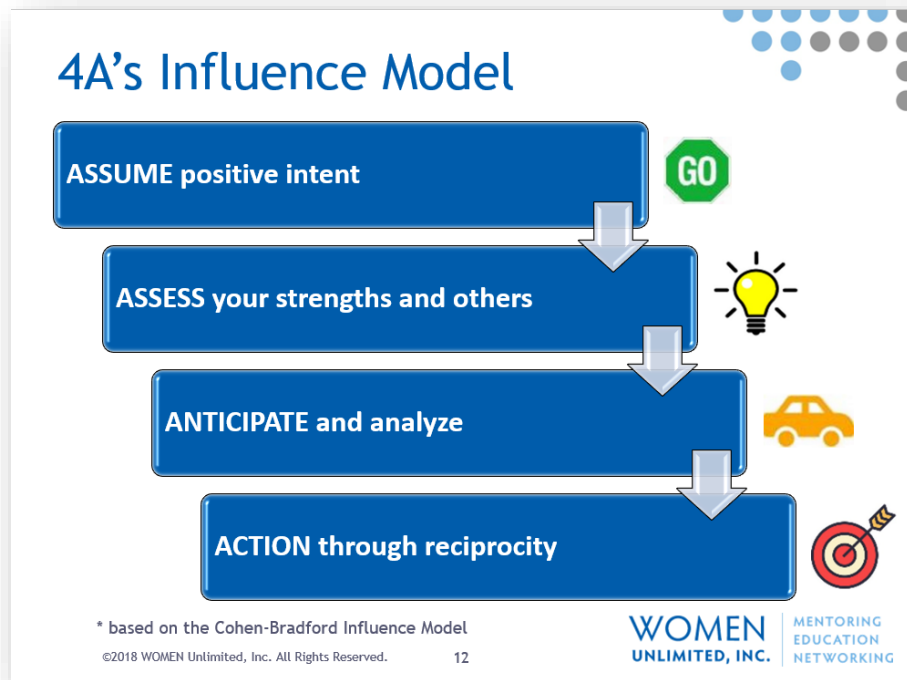 4A's Influence Model
ASSUME positive intent
GO
ASSESS your strengths and others
ANTICIPATE and analyze
ACTION through reciprocity
* based on the Cohen-Bradford Influence Model
©2018 WOMEN Unlimited, Inc. All Rights Reserved.
12
WOMEN
UNLIMITED, INC.
MENTORING
EDUCATION
NETWORKING